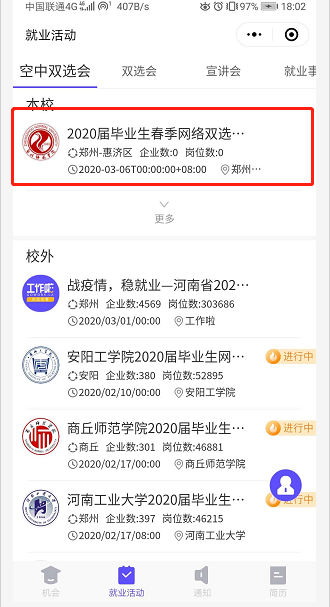 中国联通4G 407B/s 97% 18:02
就业活动
空中双选会 双选会 宣讲会 就业事
本校
2020届毕业生春季网络双选…
郑州-惠济区 企业数:0 岗位数:0
2020-03-06T00:00:00+08:00 郑州…
更多
校外
工作啦
战疫情，稳就业—河南省202…
郑州 企业数:4569 岗位数:303686
2020/03/01/00:00 工作啦
安阳工学院2020届毕业生网… 进行中
安阳 企业数:380 岗位数:52895
2020/02/10/00:00 安阳工学院
商丘师范学院2020届毕业生… 进行中
商丘 企业数:301 岗位数:46881
2020/02/17/00:00 商丘师范学院
河南工业大学2020届毕业生… 进行中
郑州 企业数:397 岗位数:46215
2020/02/17/08:00 河南工业大学
机会 就业活动 通知 简历